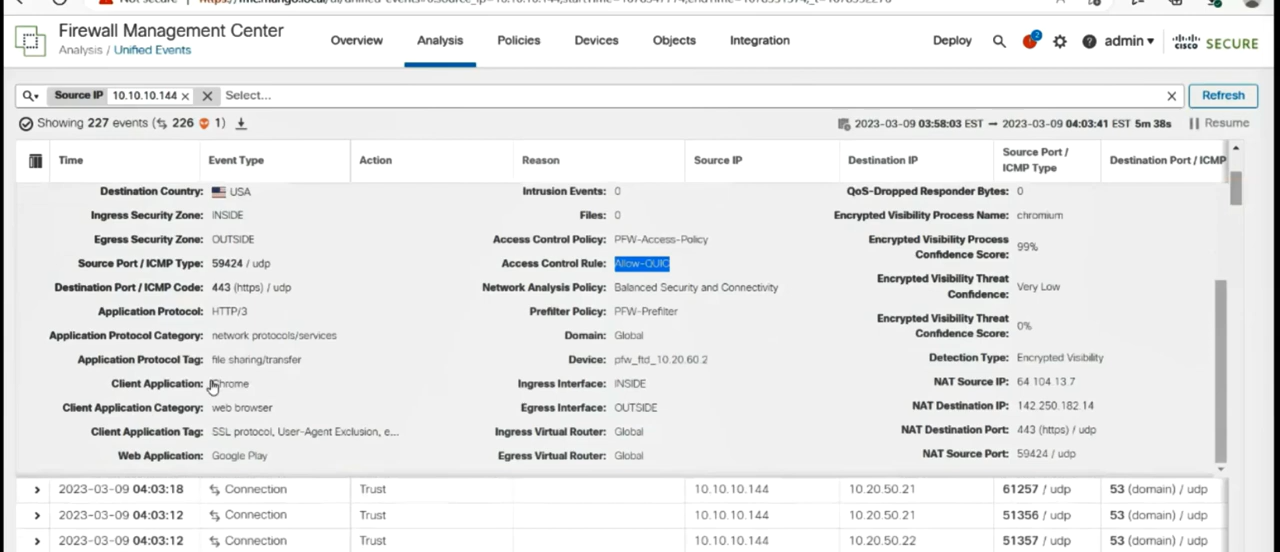 Firewall Management Center
Analysis / Unified Events
Overview
Analysis
Policies
Devices
Objects
Integration
Deploy
2
admin
cisco SECURE
Source IP 10.10.10.144 × × Select...
Refresh
Showing 227 events (226 1)
2023-03-09 03:58:03 EST → 2023-03-09 04:03:41 EST 5m 38s
Resume
Time
Event Type
Action
Reason
Source IP
Destination IP
Source Port / ICMP Type
Destination Port / ICMP
Destination Country: USA
Ingress Security Zone: INSIDE
Egress Security Zone: OUTSIDE
Source Port / ICMP Type: 59424 / udp
Destination Port / ICMP Code: 443 (https) / udp
Application Protocol: HTTP/3
Application Protocol Category: network protocols/services
Application Protocol Tag: file sharing/transfer
Client Application: Chrome
Client Application Category: web browser
Client Application Tag: SSL protocol, User-Agent Exclusion, e...
Web Application: Google Play
Intrusion Events: 0
Files: 0
Access Control Policy: PFW-Access-Policy
Access Control Rule: Allow-QUIC
Network Analysis Policy: Balanced Security and Connectivity
Prefilter Policy: PFW-Prefilter
Domain: Global
Device: pfw_ftd_10.20.60.2
Ingress Interface: INSIDE
Egress Interface: OUTSIDE
Ingress Virtual Router: Global
Egress Virtual Router: Global
QoS-Dropped Responder Bytes: 0
Encrypted Visibility Process Name: chromium
Encrypted Visibility Process Confidence Score: 99%
Encrypted Visibility Threat Confidence: Very Low
Encrypted Visibility Threat Confidence Score: 0%
Detection Type: Encrypted Visibility
NAT Source IP: 64.104.13.7
NAT Destination IP: 142.250.182.14
NAT Destination Port: 443 (https) / udp
NAT Source Port: 59424 / udp
2023-03-09 04:03:18 Connection Trust 10.10.10.144 10.20.50.21 61257 / udp 53 (domain) / udp
2023-03-09 04:03:12 Connection Trust 10.10.10.144 10.20.50.21 51356 / udp 53 (domain) / udp
2023-03-09 04:03:12 Connection Trust 10.10.10.144 10.20.50.22 51357 / udp 53 (domain) / udp